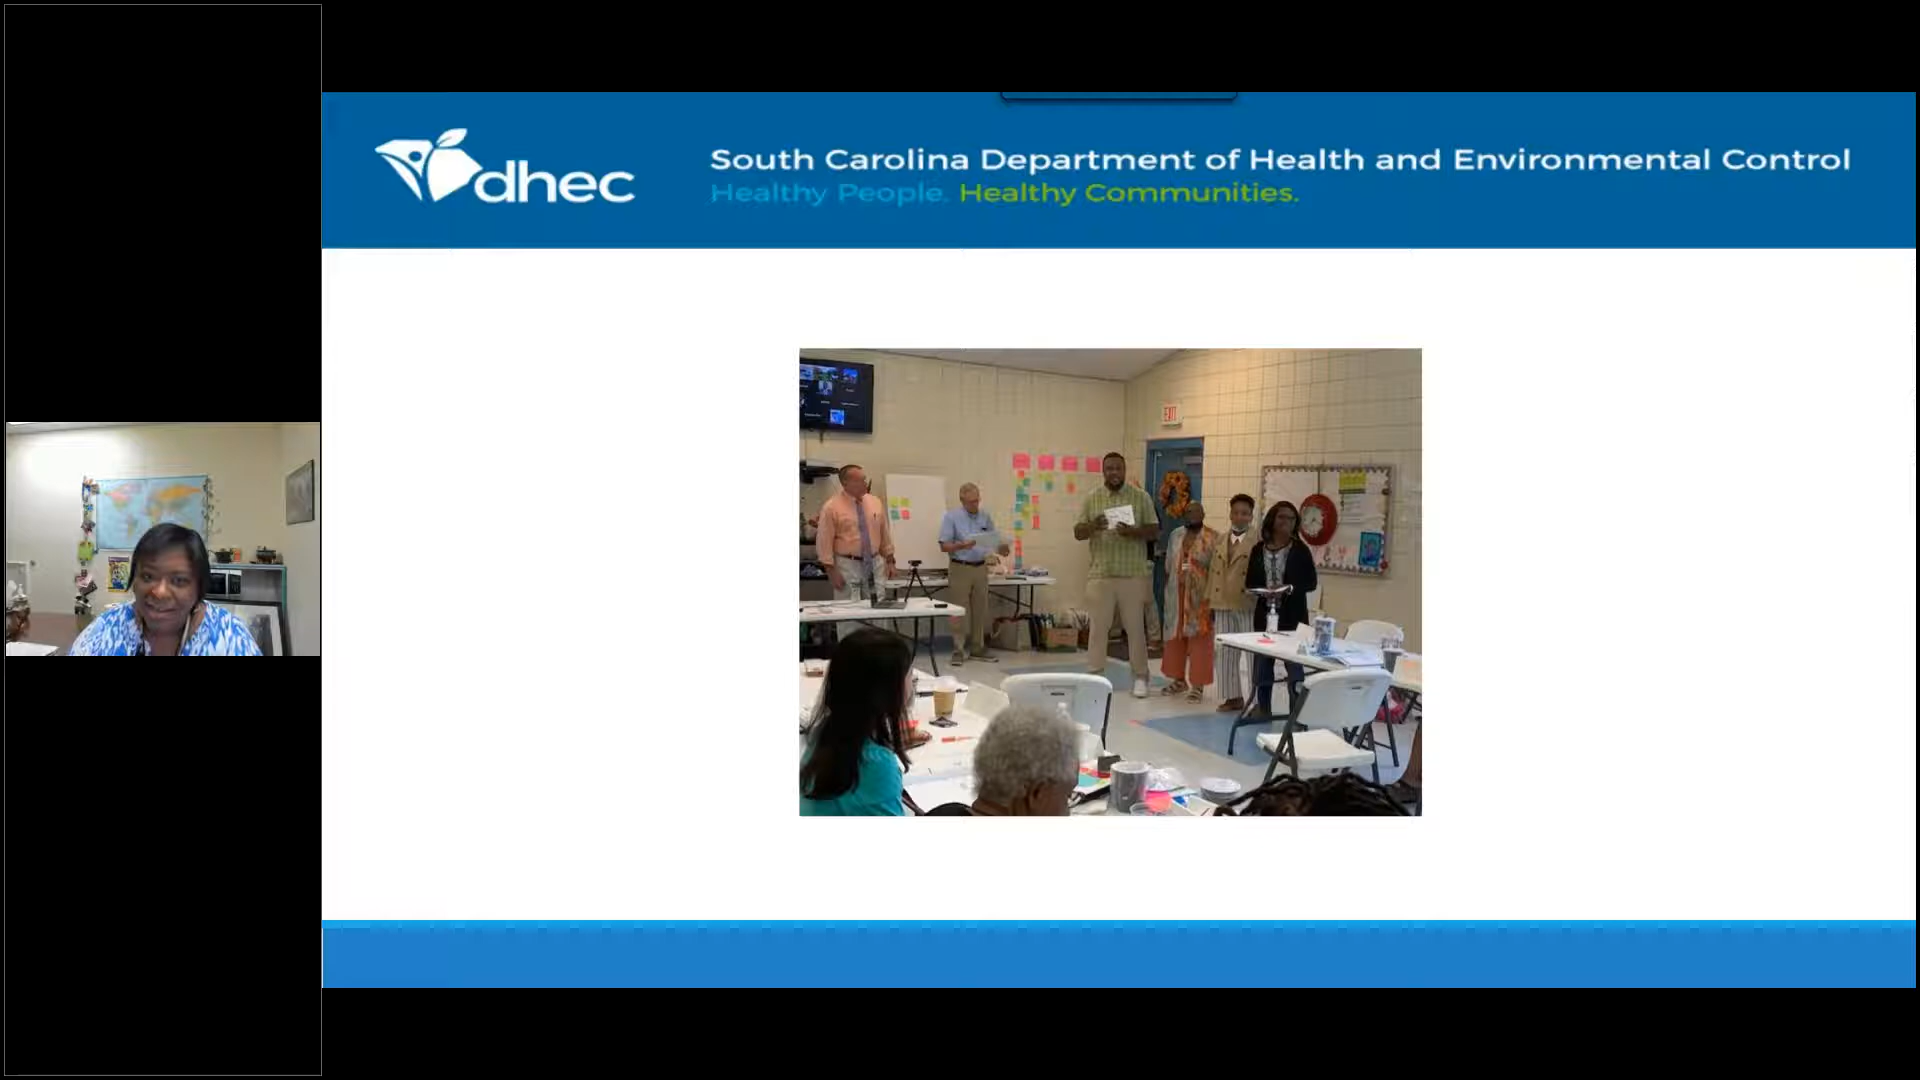 dhec
South Carolina Department of Health and Environmental Control
Healthy People. Healthy Communities.
EXIT